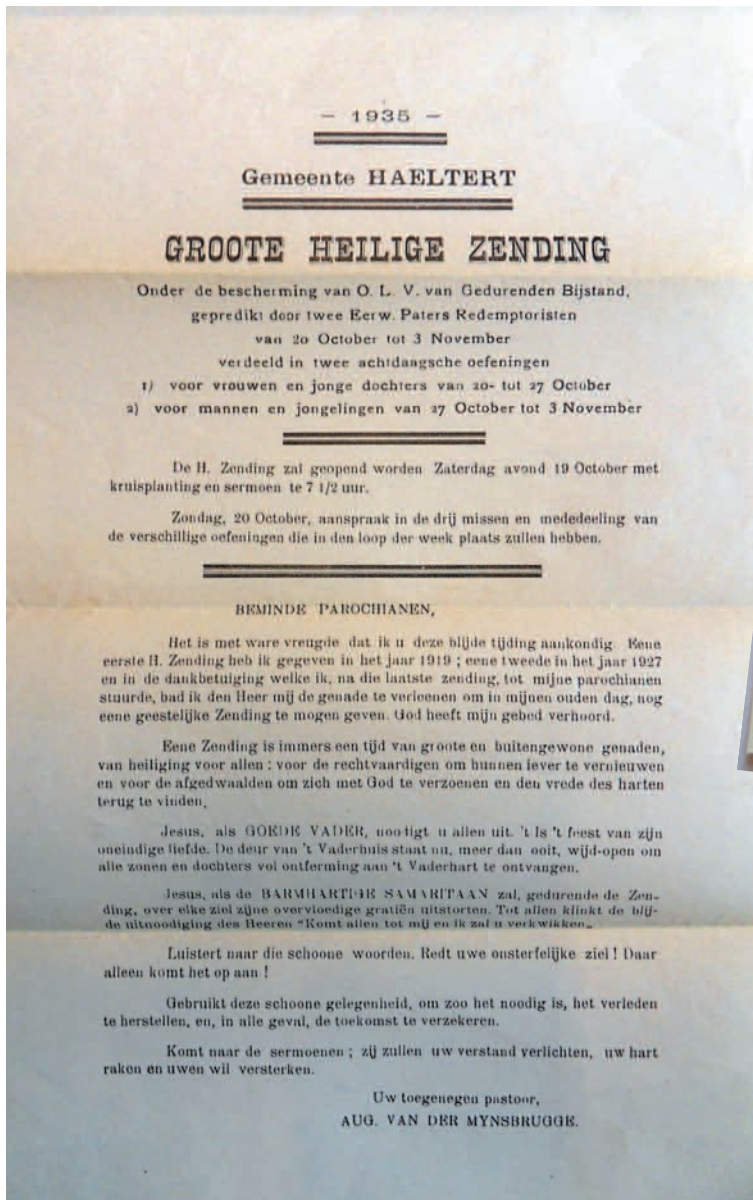 — 1935 —
Gemeente HAELTERT
GROOTE HEILIGE ZENDING
Onder de bescherming van O. L. V. van Gedurenden Bijstand,
gepredikt door twee Eerw. Paters Redemptoristen
van 20 October tot 3 November
verdeeld in twee achtdaagsche oefeningen
1) voor vrouwen en jonge dochters van 20- tot 27 October
2) voor mannen en jongelingen van 27 October tot 3 November
De H. Zending zal geopend worden Zaterdag avond 19 October met
kruisplanting en sermoen te 7 1/2 uur.
Zondag, 20 October, aanspraak in de drij missen en mededeeling van
de verschillige oefeningen die in den loop der week plaats zullen hebben.
BEMINDE PAROCHIANEN,
Het is met ware vreugde dat ik u deze blijde tijding aankondig Eene
eerste H. Zending heb ik gegeven in het jaar 1919 ; eene tweede in het jaar 1927
en in de dankbetuiging welke ik, na die laatste zending, tot mijne parochianen
stuurde, bad ik den Heer mij de genade te verleenen om in mijnen ouden dag, nog
eene geestelijke Zending te mogen geven. God heeft mijn gebed verhoord.
Eene Zending is immers een tijd van groote en buitengewone genaden,
van heiliging voor allen : voor de rechtvaardigen om hunnen iever te vernieuwen
en voor de afgedwaalden om zich met God te verzoenen en den vrede des harten
terug te vinden.
Jesus, als GOEDE VADER, noodigt u allen uit. 't Is 't feest van zijn
oneindige liefde. De deur van 't Vaderhuis staat nu, meer dan ooit, wijd-open om
alle zonen en dochters vol ontferming aan 't Vaderhart te ontvangen.
Jesus, als de BARMHARTIGE SAMARITAAN zal, gedurende de Zen-
ding, over elke ziel zijne overvloedige gratiën uitstorten. Tot allen klinkt de blij-
de uitnoodiging des Heeren "Komt allen tot mij en ik zal u verkwikken„
Luistert naar die schoone woorden. Redt uwe onsterfelijke ziel ! Daar
alleen komt het op aan !
Gebruikt deze schoone gelegenheid, om zoo het noodig is, het verleden
te herstellen, en, in alle geval, de toekomst te verzekeren.
Komt naar de sermoenen ; zij zullen uw verstand verlichten, uw hart
raken en uwen wil versterken.
Uw toegenegen pastoor,
AUG. VAN DER MYNSBRUGGE.